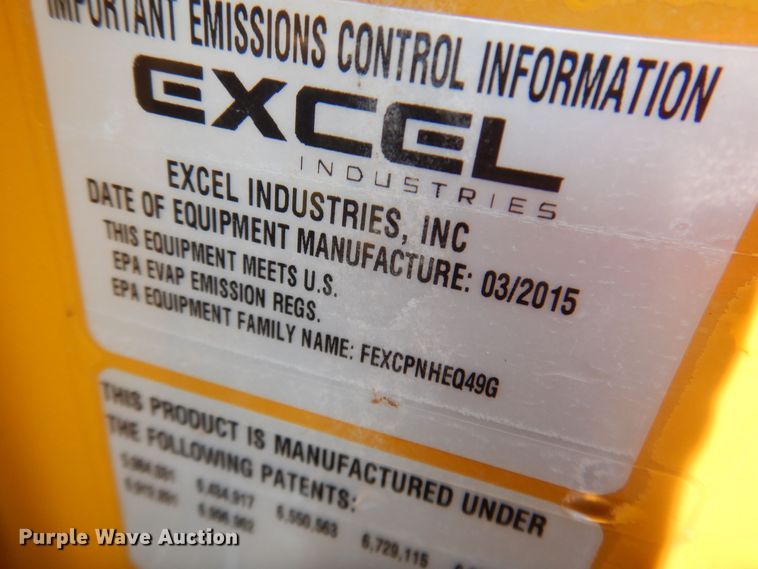 IMPORTANT EMISSIONS CONTROL INFORMATION
EXCEL
INDUSTRIES
EXCEL INDUSTRIES, INC
DATE OF EQUIPMENT MANUFACTURE: 03/2015
THIS EQUIPMENT MEETS U.S.
EPA EVAP EMISSION REGS.
EPA EQUIPMENT FAMILY NAME: FEXCPNHEQ49G
THIS PRODUCT IS MANUFACTURED UNDER
THE FOLLOWING PATENTS:
6,454,917 6,590,963 6,729,115
Purple Wave Auction